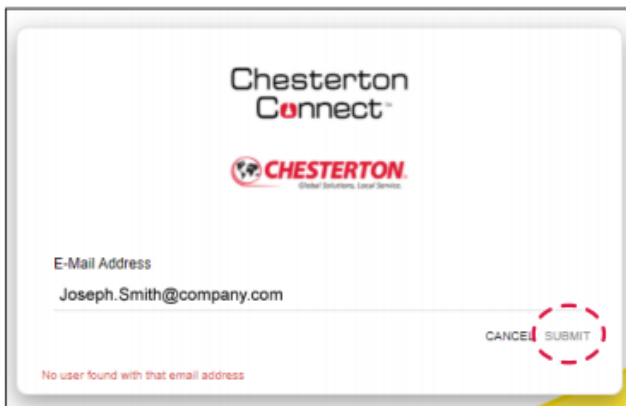 Chesterton
Connect™
CHESTERTON.
Global Solutions, Local Service.
E-Mail Address
Joseph.Smith@company.com
CANCEL SUBMIT
No user found with that email address